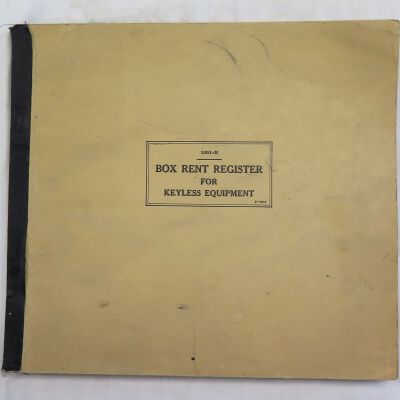 BOX RENT REGISTER
FOR
KEYLESS EQUIPMENT